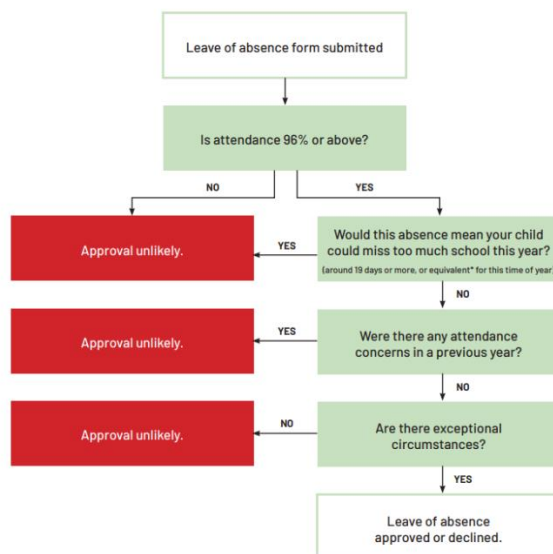 Leave of absence form submitted
Is attendance 96% or above?
NO
YES
Approval unlikely.
YES
Would this absence mean your child
could miss too much school this year?
(around 19 days or more, or equivalent* for this time of year)
NO
Approval unlikely.
YES
Were there any attendance
concerns in a previous year?
NO
Approval unlikely.
NO
Are there exceptional
circumstances?
YES
Leave of absence
approved or declined.